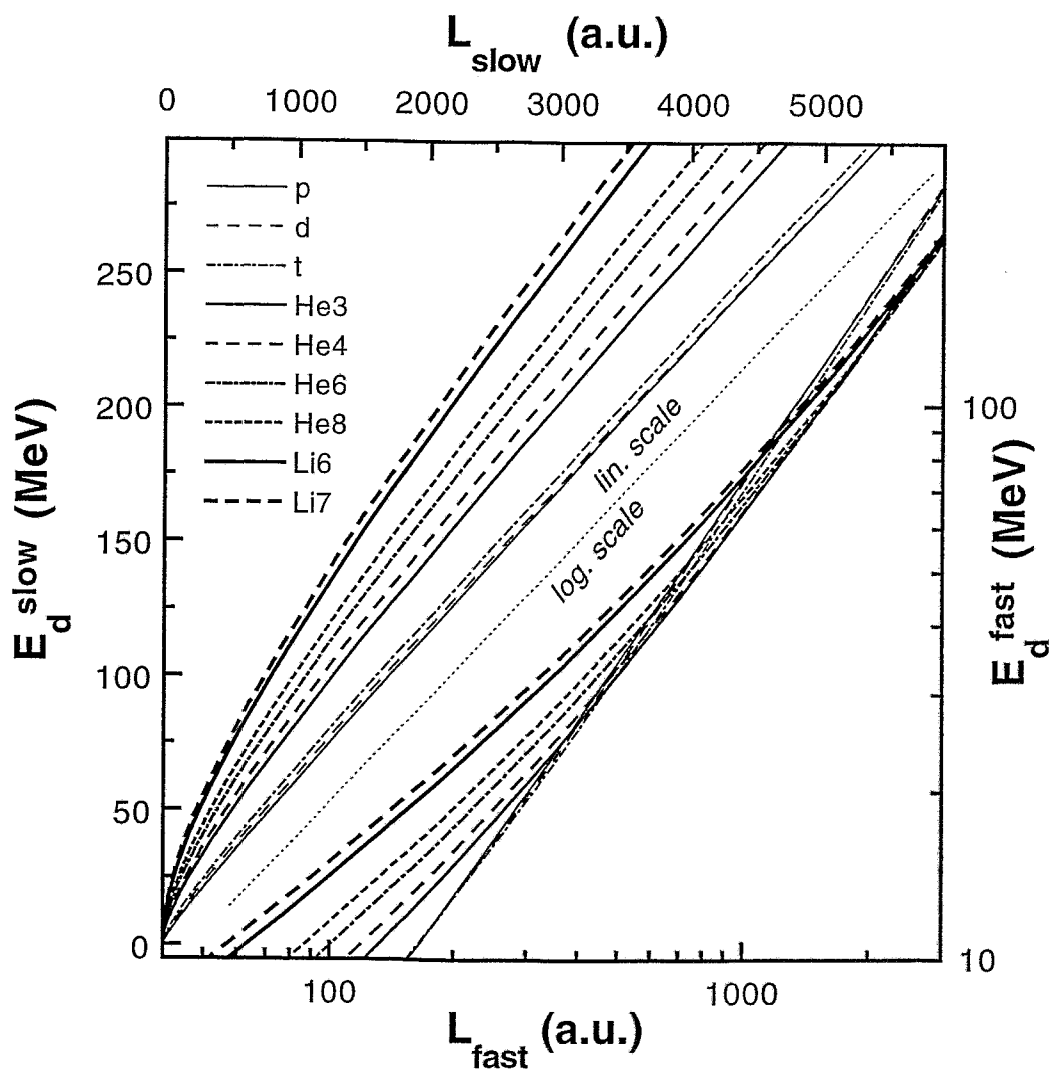 L_slow (a.u.)
0 1000 2000 3000 4000 5000
p
d
t
He3
He4
He6
He8
Li6
Li7
250
200
150
100
50
0
E_d^slow (MeV)
lin. scale
log. scale
100
10
E_d^fast (MeV)
100 1000
L_fast (a.u.)